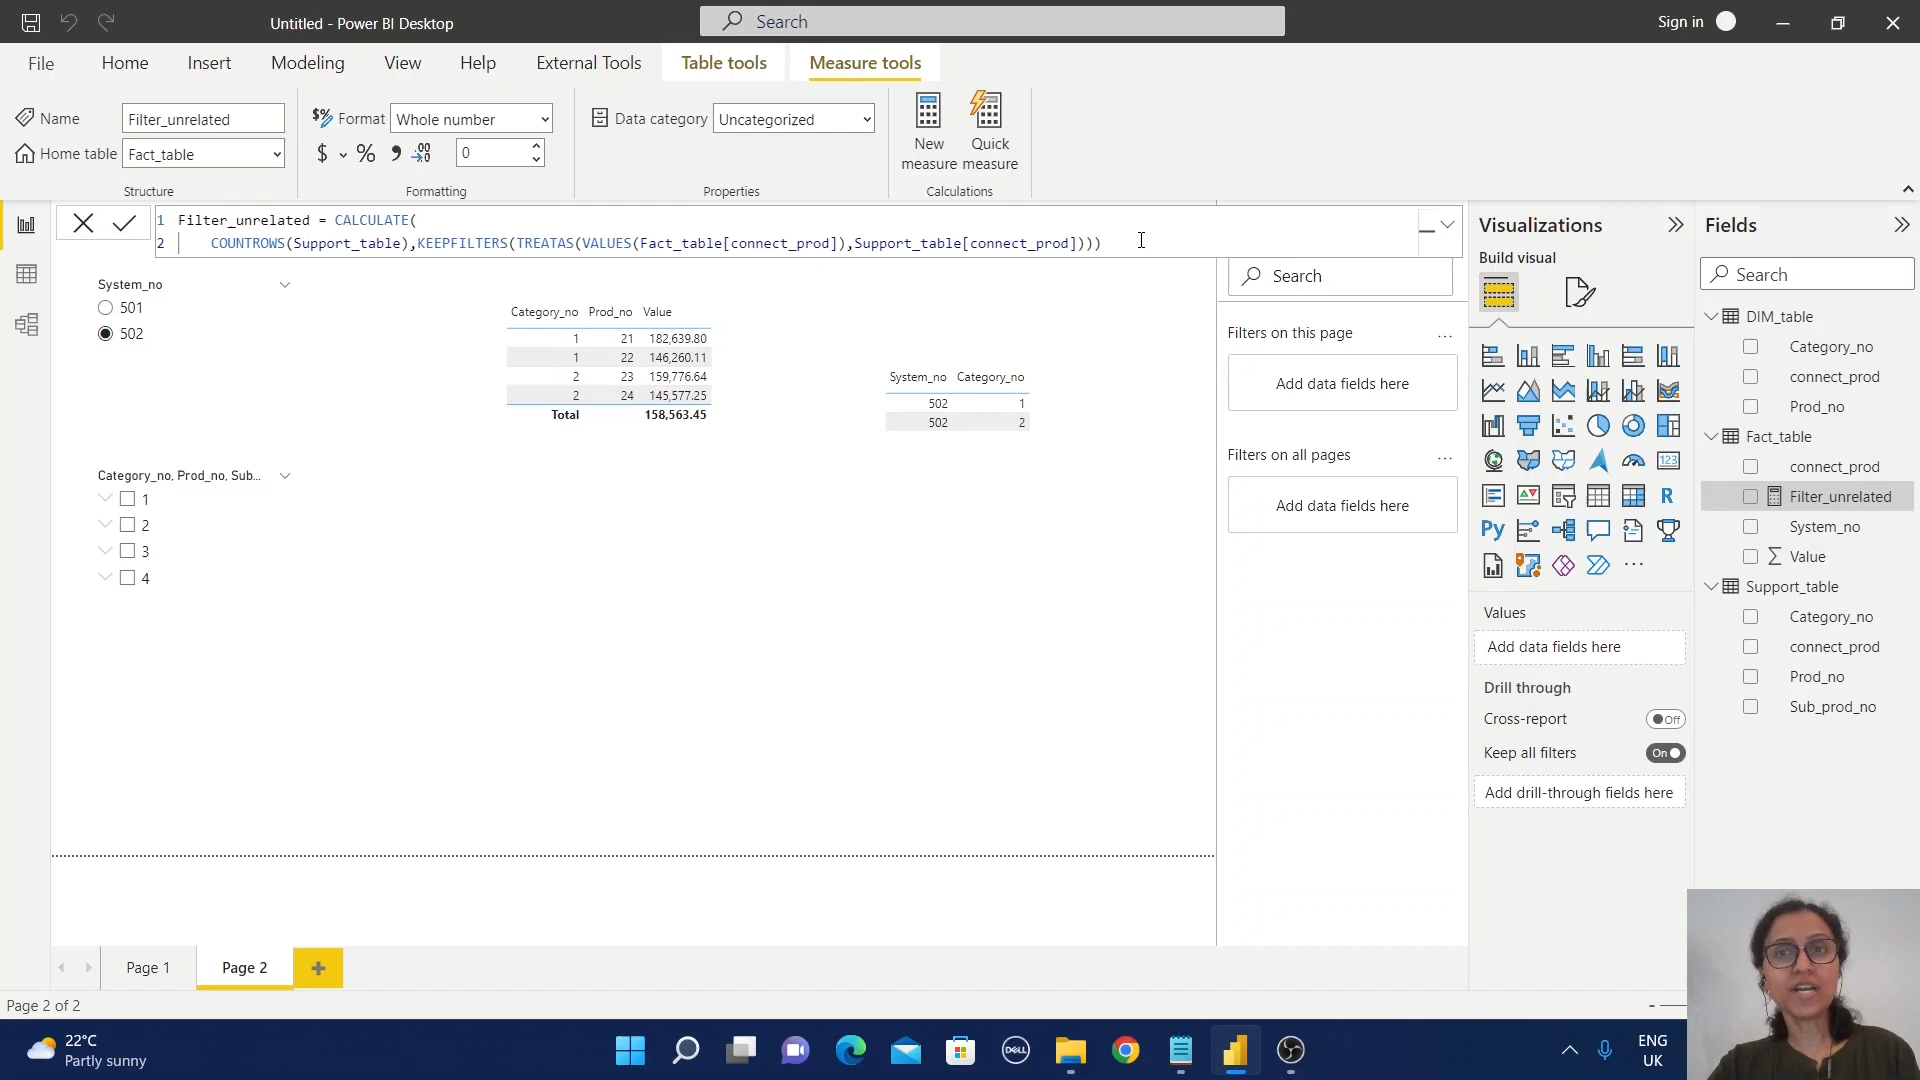 Untitled - Power BI Desktop
Search
Sign in
File
Home
Insert
Modeling
View
Help
External Tools
Table tools
Measure tools
Name
Filter_unrelated
Format
Whole number
Data category
Uncategorized
New measure
Quick measure
Home table
Fact_table
$
%
0
Structure
Formatting
Properties
Calculations
1 Filter_unrelated = CALCULATE(
2 COUNTROWS(Support_table),KEEPFILTERS(TREATAS(VALUES(Fact_table[connect_prod]),Support_table[connect_prod])))
System_no
501
502
Category_no Prod_no Value
1 21 182,639.80
1 22 146,260.11
2 23 159,776.64
2 24 145,577.25
Total 158,563.45
System_no Category_no
502 1
502 2
Category_no, Prod_no, Sub...
1
2
3
4
Search
Filters on this page
...
Add data fields here
Filters on all pages
...
Add data fields here
Visualizations
Build visual
123
R
Py
...
Values
Add data fields here
Drill through
Cross-report
Off
Keep all filters
On
Add drill-through fields here
Fields
Search
DIM_table
Category_no
connect_prod
Prod_no
Fact_table
connect_prod
Filter_unrelated
System_no
Value
Support_table
Category_no
connect_prod
Prod_no
Sub_prod_no
Page 1
Page 2
Page 2 of 2
22°C
Partly sunny
DELL
ENG
UK